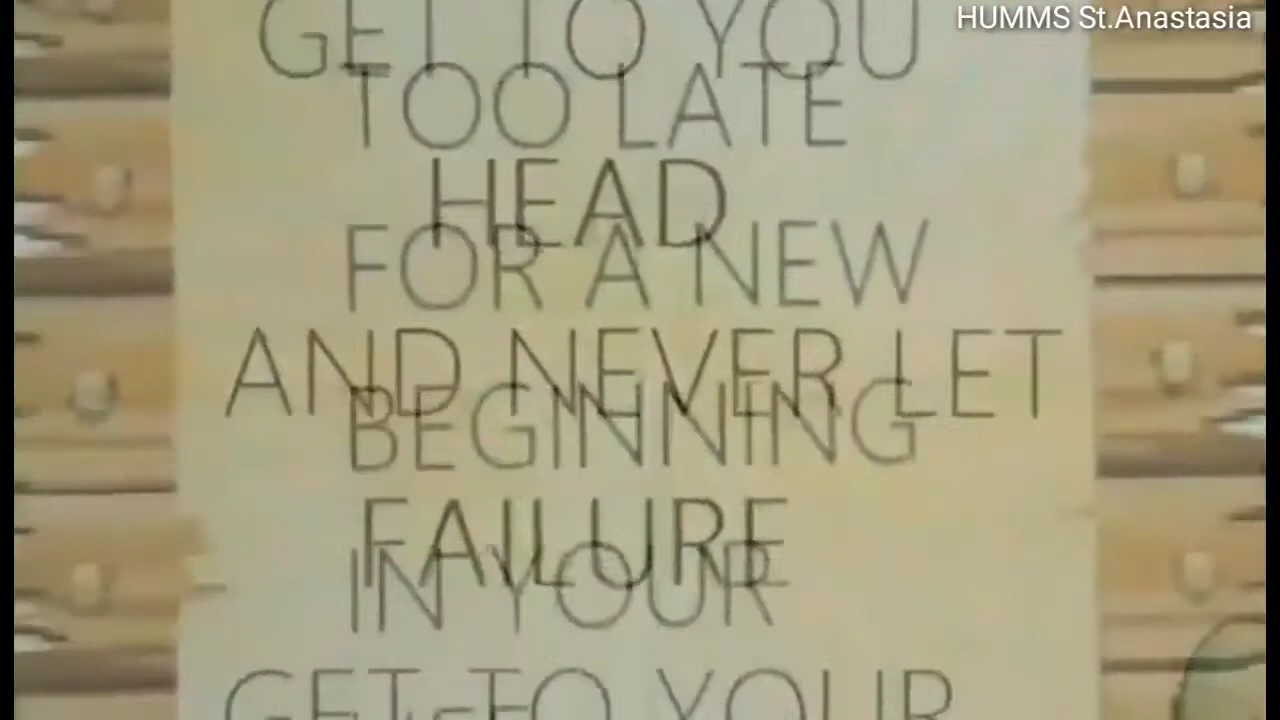 HUMMS St.Anastasia
GET TO YOU
TOO LATE
HEAD
FOR A NEW
AND NEVER LET
BEGINNING
FAILURE
IN YOUR
GET TO YOUR